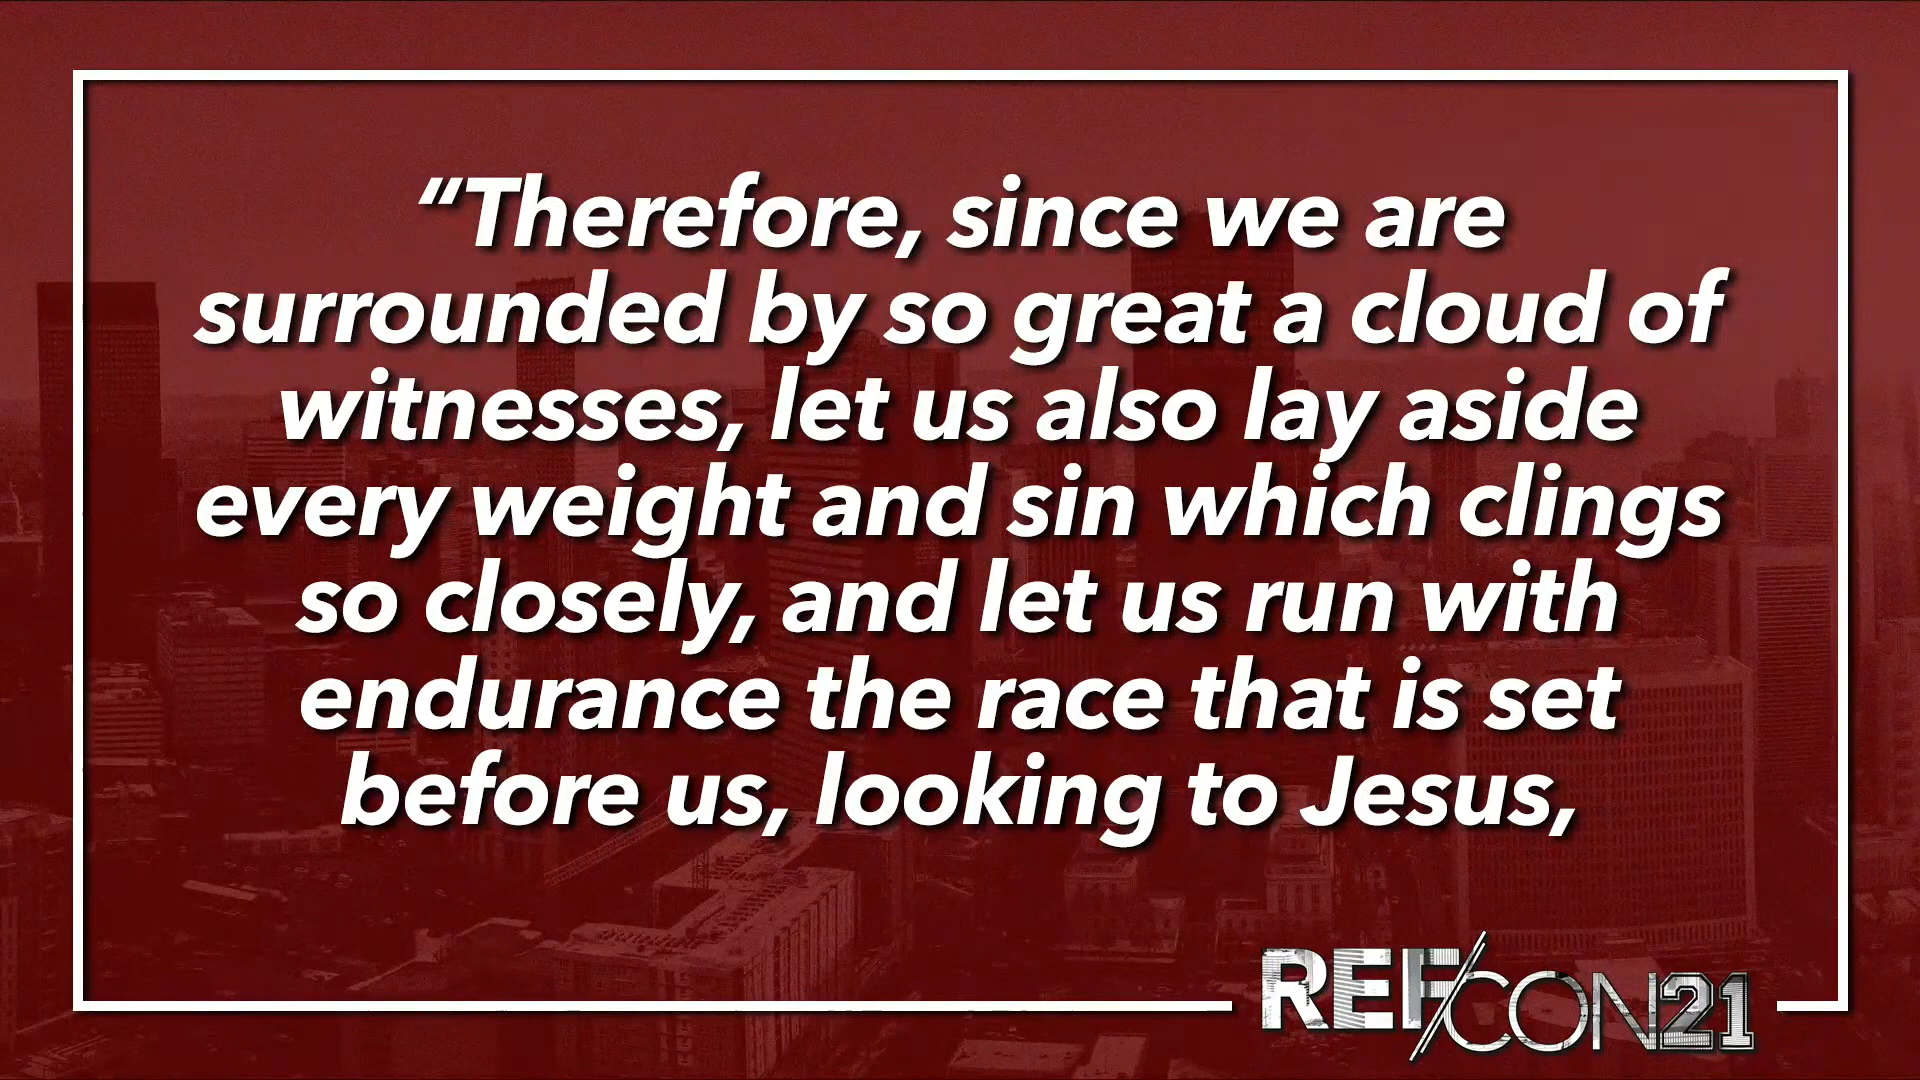 “Therefore, since we are
surrounded by so great a cloud of
witnesses, let us also lay aside
every weight and sin which clings
so closely, and let us run with
endurance the race that is set
before us, looking to Jesus,
REF/CON21